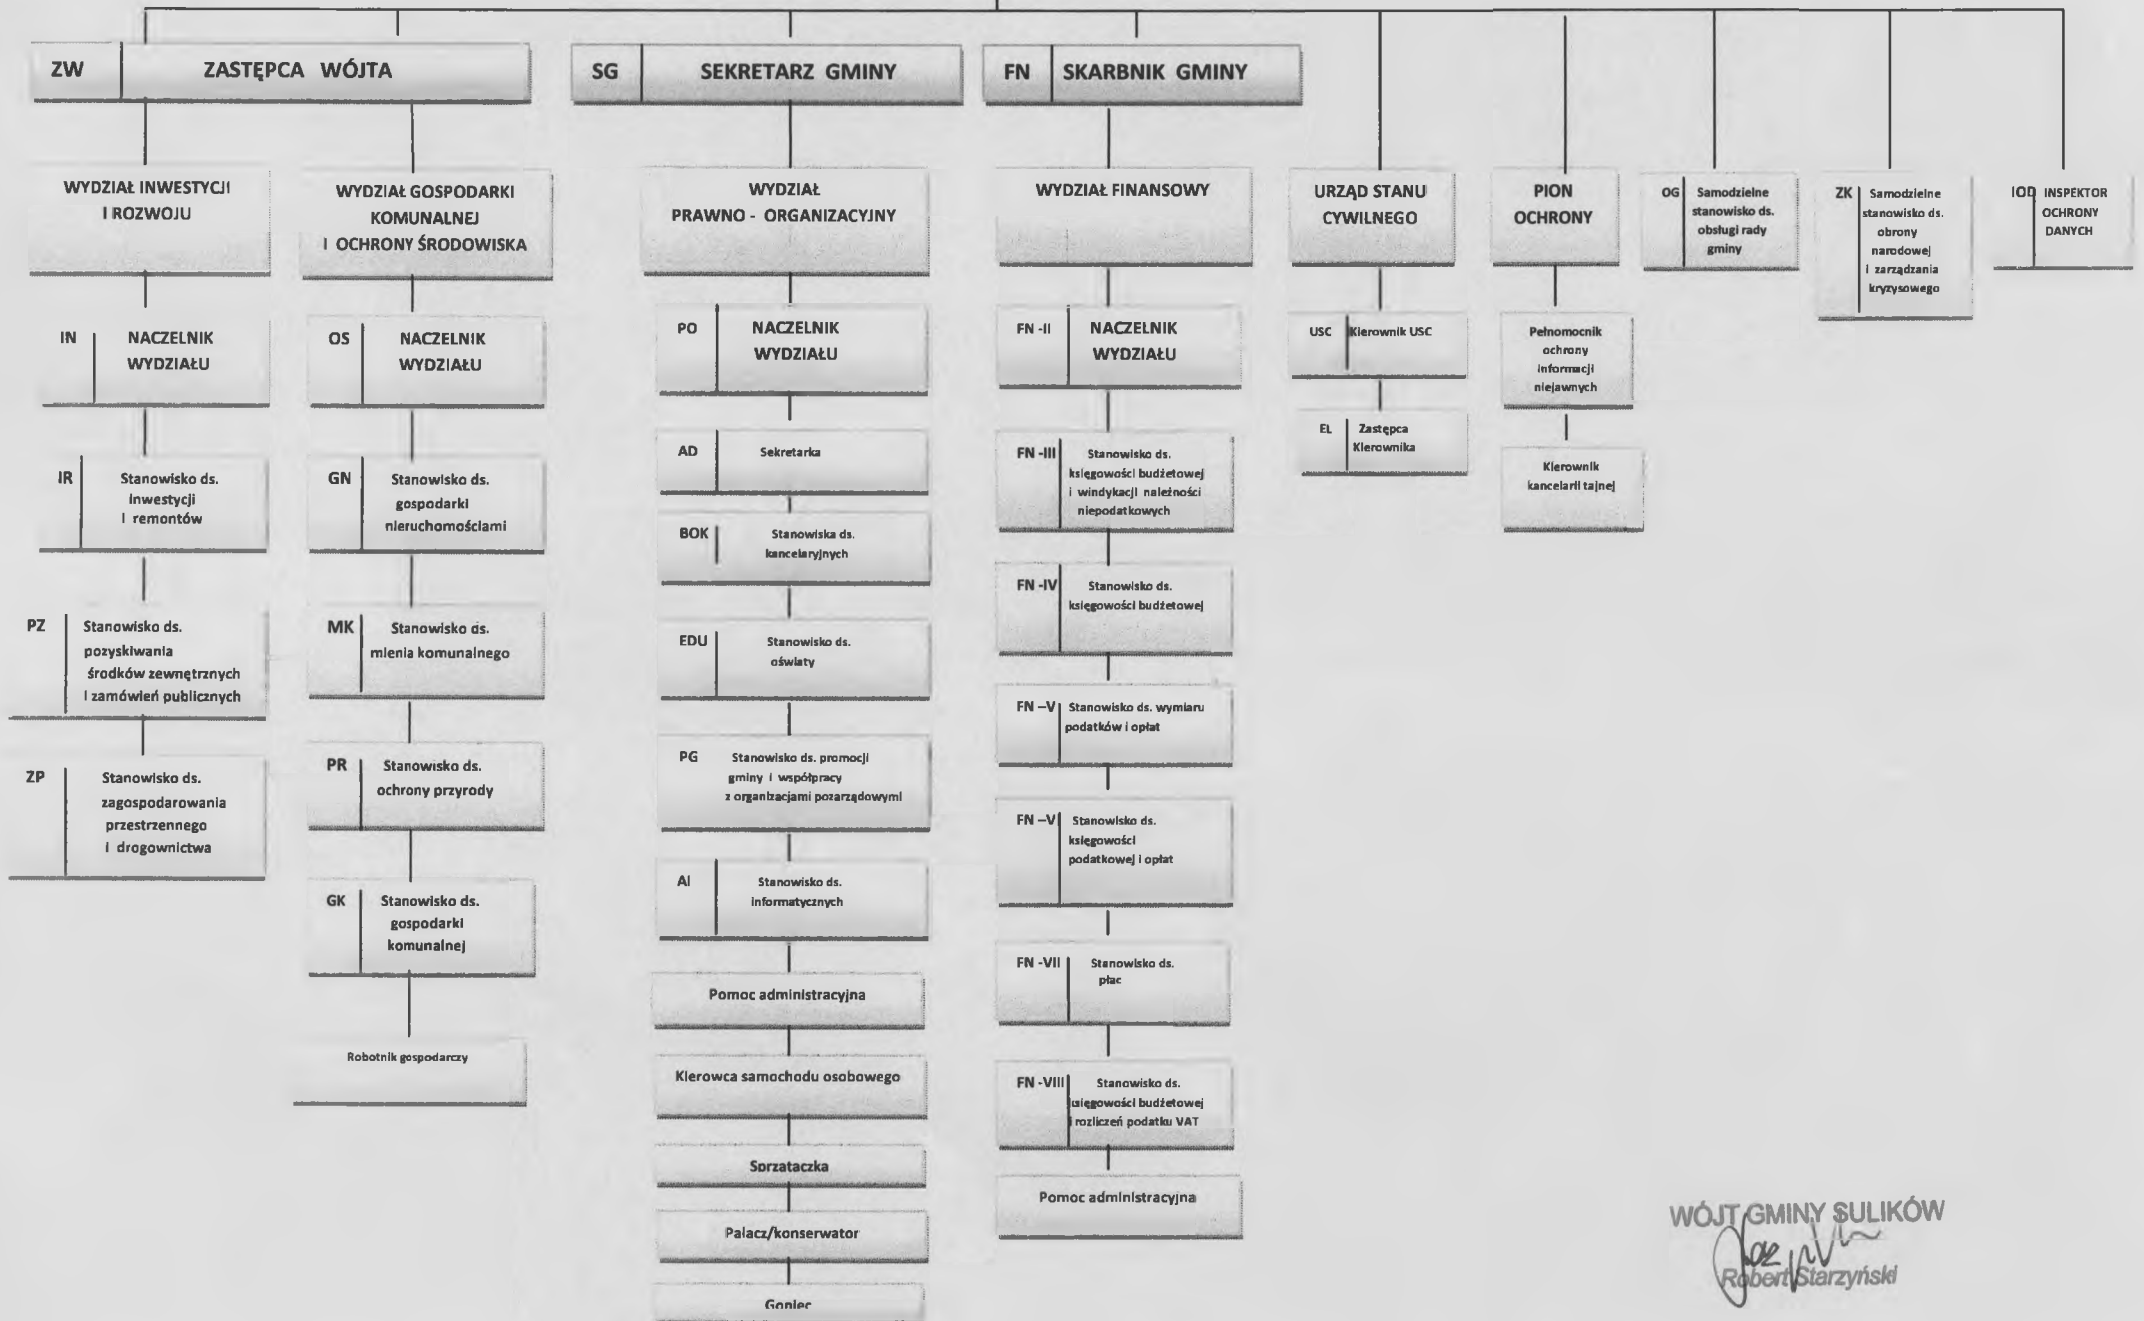 ZW
ZASTĘPCA WÓJTA
SG
SEKRETARZ GMINY
FN
SKARBNIK GMINY
WYDZIAŁ INWESTYCJI
I ROZWOJU
IN
NACZELNIK
WYDZIAŁU
IR
Stanowisko ds.
inwestycji
i remontów
PZ
Stanowisko ds.
pozyskiwania
środków zewnętrznych
i zamówień publicznych
ZP
Stanowisko ds.
zagospodarowania
przestrzennego
i drogownictwa
WYDZIAŁ GOSPODARKI
KOMUNALNEJ
I OCHRONY ŚRODOWISKA
OS
NACZELNIK
WYDZIAŁU
GN
Stanowisko ds.
gospodarki
nieruchomościami
MK
Stanowisko ds.
mienia komunalnego
PR
Stanowisko ds.
ochrony przyrody
GK
Stanowisko ds.
gospodarki
komunalnej
Robotnik gospodarczy
WYDZIAŁ
PRAWNO - ORGANIZACYJNY
PO
NACZELNIK
WYDZIAŁU
AD
Sekretarka
BOK
Stanowiska ds.
kancelaryjnych
EDU
Stanowisko ds.
oświaty
PG
Stanowisko ds. promocji
gminy i współpracy
z organizacjami pozarządowymi
AI
Stanowisko ds.
informatycznych
Pomoc administracyjna
Kierowca samochodu osobowego
Sprzątaczka
Palacz/konserwator
Goniec
WYDZIAŁ FINANSOWY
FN -II
NACZELNIK
WYDZIAŁU
FN -III
Stanowisko ds.
księgowości budżetowej
i windykacji należności
niepodatkowych
FN -IV
Stanowisko ds.
księgowości budżetowej
FN –V
Stanowisko ds. wymiaru
podatków i opłat
FN –V
Stanowisko ds.
księgowości
podatkowej i opłat
FN -VII
Stanowisko ds.
płac
FN -VIII
Stanowisko ds.
księgowości budżetowej
i rozliczeń podatku VAT
Pomoc administracyjna
URZĄD STANU
CYWILNEGO
USC
Kierownik USC
EL
Zastępca
Kierownika
PION
OCHRONY
Pełnomocnik
ochrony
informacji
niejawnych
Kierownik
kancelarii tajnej
OG
Samodzielne
stanowisko ds.
obsługi rady
gminy
ZK
Samodzielne
stanowisko ds.
obrony
narodowej
i zarządzania
kryzysowego
IOD INSPEKTOR
OCHRONY
DANYCH
WÓJT GMINY SULIKÓW
Robert Starzyński